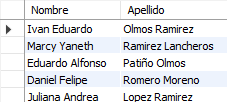 Nombre Apellido
Ivan Eduardo Olmos Ramirez
Marcy Yaneth Ramirez Lancheros
Eduardo Alfonso Patiño Olmos
Daniel Felipe Romero Moreno
Juliana Andrea Lopez Ramirez